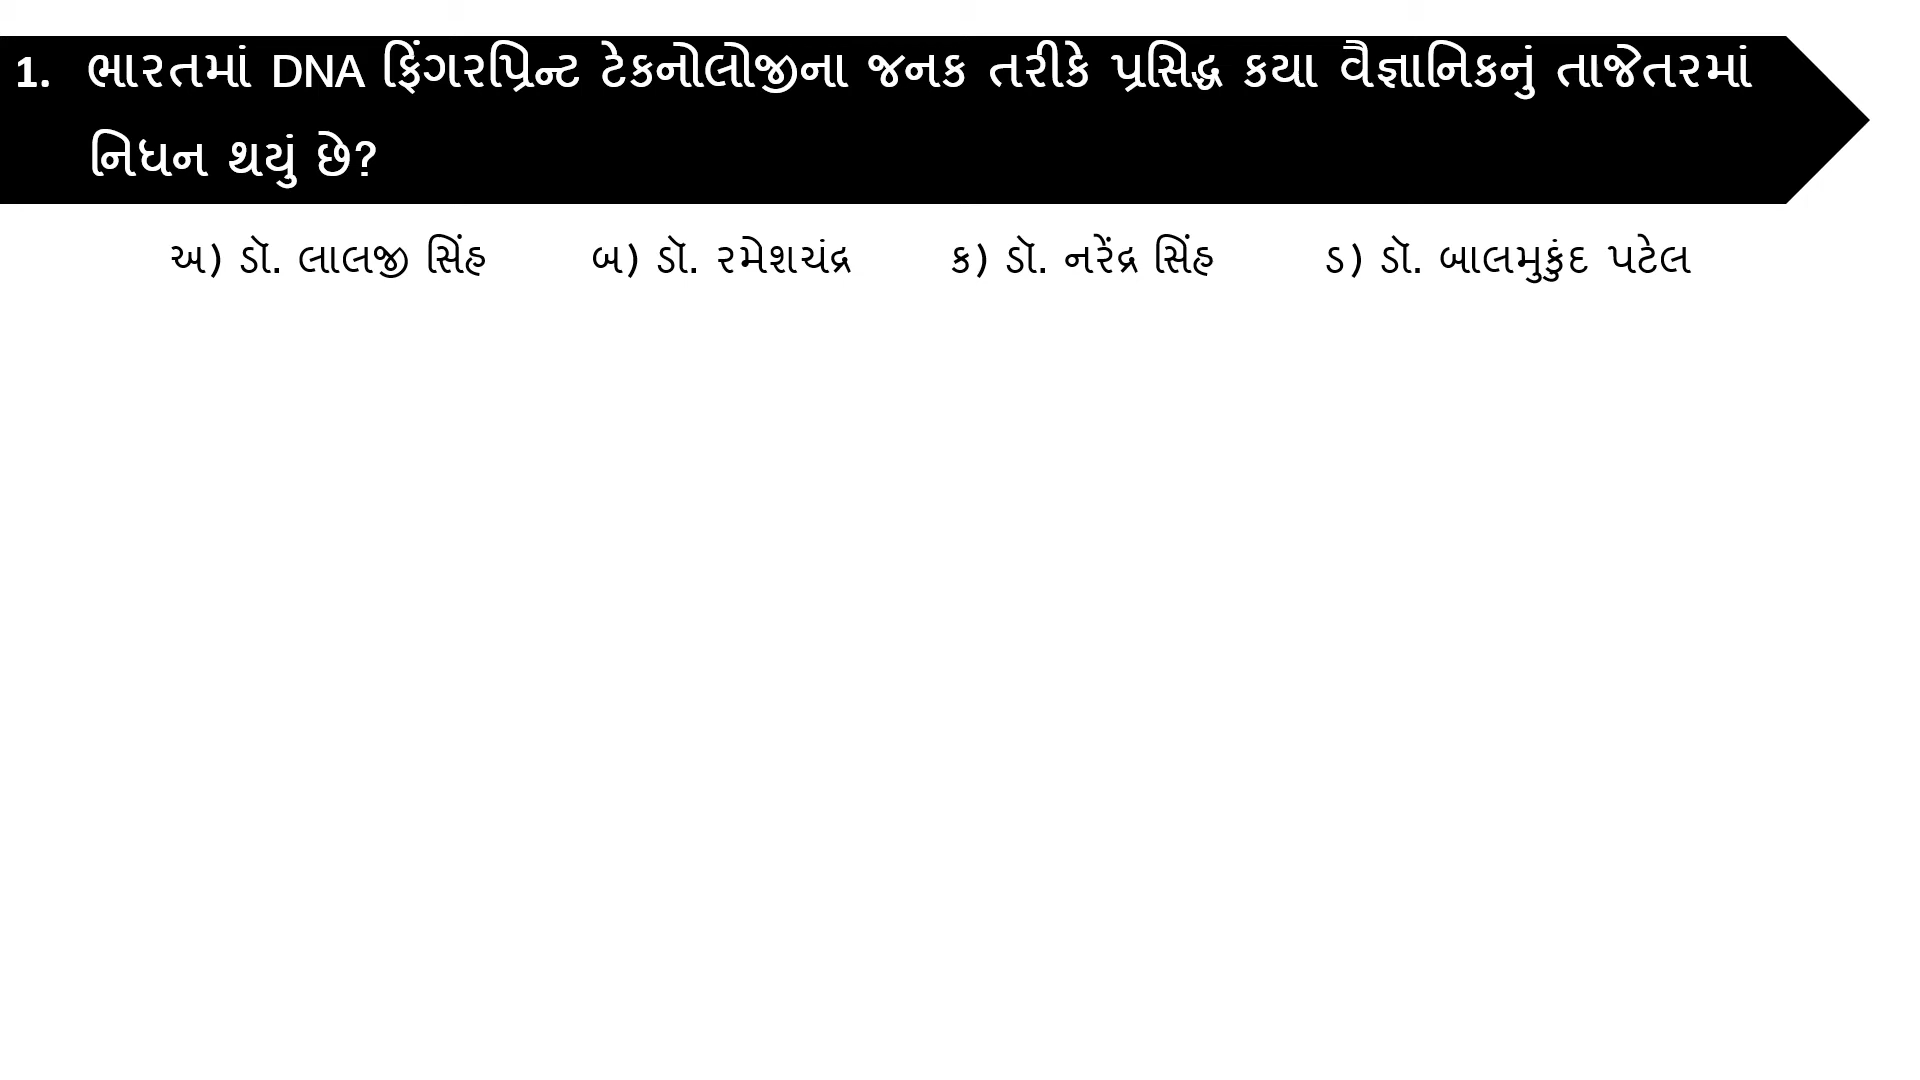 1. ભારતમાં DNA ફિંગરપ્રિન્ટ ટેકનોલોજીના જનક તરીકે પ્રસિદ્ધ કયા વૈજ્ઞાનિકનું તાજેતરમાં
નિધન થયું છે?
અ) ડૉ. લાલજી સિંહ બ) ડૉ. રમેશચંદ્ર ક) ડૉ. નરેંદ્ર સિંહ ડ) ડૉ. બાલમુકુંદ પટેલ